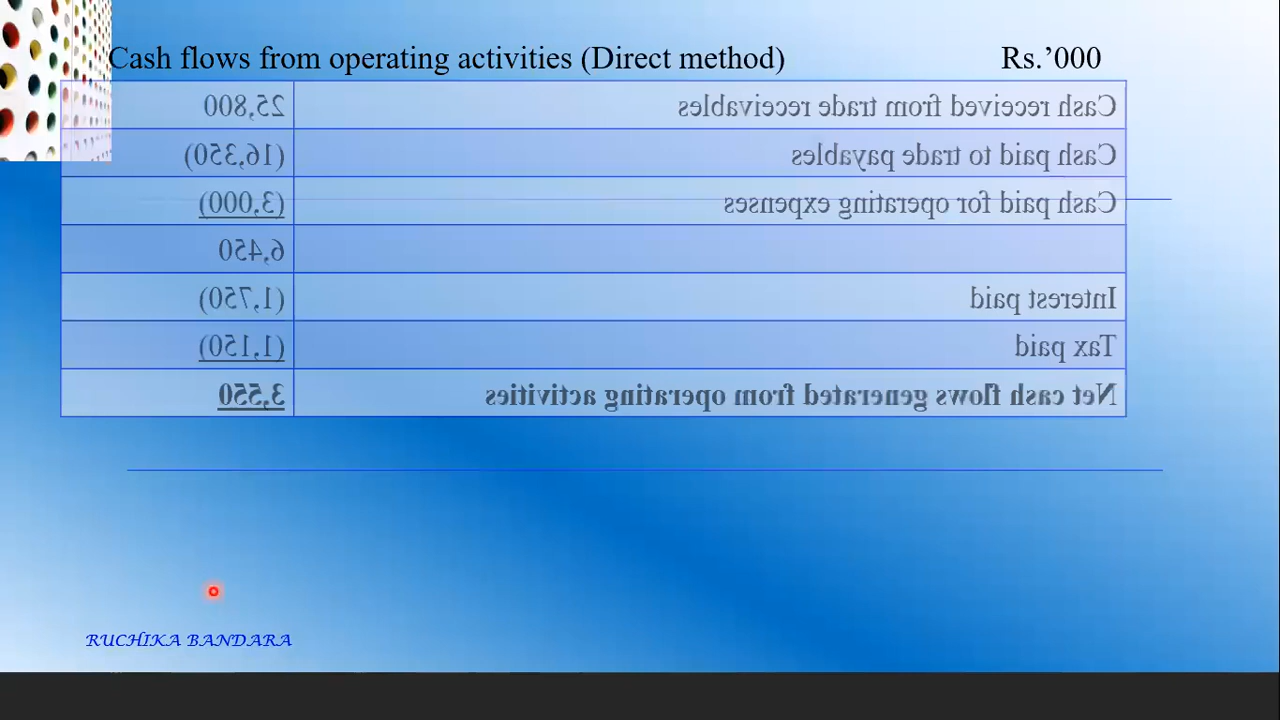 Cash flows from operating activities (Direct method) Rs.’000
Cash received from trade receivables 25,800
Cash paid to trade payables (16,350)
Cash paid for operating expenses (3,000)
6,450
Interest paid (1,750)
Tax paid (1,150)
Net cash flows generated from operating activities 3,550
RUCHIKA BANDARA